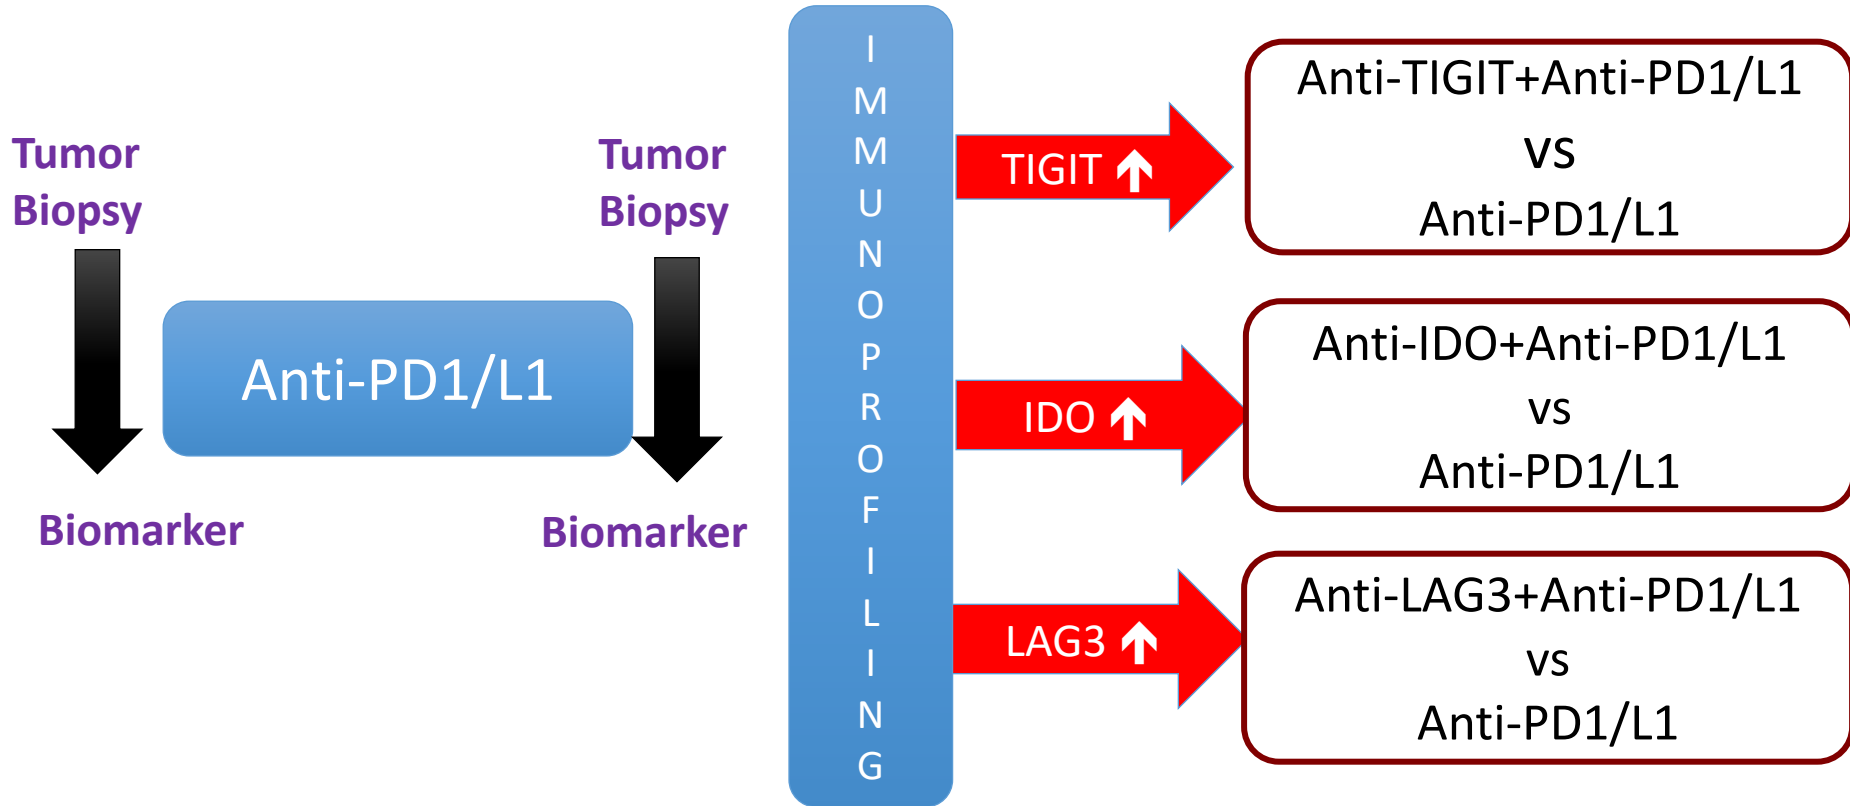 Tumor
Biopsy
Biomarker
Anti-PD1/L1
Tumor
Biopsy
Biomarker
IMMUNOPROFILING
TIGIT ↑
Anti-TIGIT+Anti-PD1/L1
vs
Anti-PD1/L1
IDO ↑
Anti-IDO+Anti-PD1/L1
vs
Anti-PD1/L1
LAG3 ↑
Anti-LAG3+Anti-PD1/L1
vs
Anti-PD1/L1